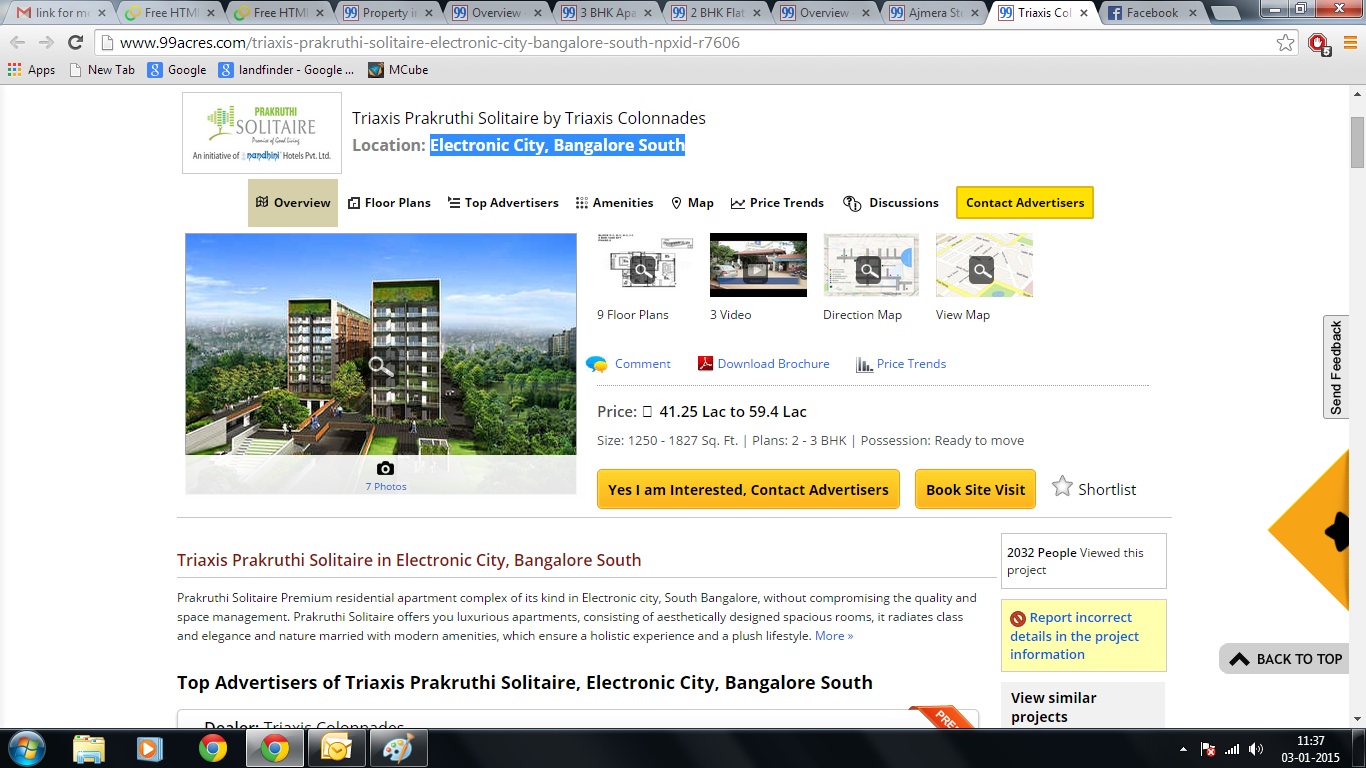 link for mo
Free HTML
Free HTML
Property in
Overview
3 BHK Apa
2 BHK Flat
Overview
Ajmera St
Triaxis Col
Facebook
www.99acres.com/triaxis-prakruthi-solitaire-electronic-city-bangalore-south-npxid-r7606
5
Apps New Tab Google landfinder - Google ... MCube
PRAKRUTHI
SOLITAIRE
Promise of Good Living
An initiative of nandhini Hotels Pvt. Ltd.
Triaxis Prakruthi Solitaire by Triaxis Colonnades
Location: Electronic City, Bangalore South
Overview Floor Plans Top Advertisers Amenities Map Price Trends Discussions Contact Advertisers
9 Floor Plans 3 Video Direction Map View Map
Comment Download Brochure Price Trends
Price: 41.25 Lac to 59.4 Lac
Size: 1250 - 1827 Sq. Ft. | Plans: 2 - 3 BHK | Possession: Ready to move
7 Photos
Yes I am Interested, Contact Advertisers Book Site Visit Shortlist
Send Feedback
Triaxis Prakruthi Solitaire in Electronic City, Bangalore South
Prakruthi Solitaire Premium residential apartment complex of its kind in Electronic city, South Bangalore, without compromising the quality and
space management. Prakruthi Solitaire offers you luxurious apartments, consisting of aesthetically designed spacious rooms, it radiates class
and elegance and nature married with modern amenities, which ensure a holistic experience and a plush lifestyle. More »
2032 People Viewed this
project
Report incorrect
details in the project
information
BACK TO TOP
Top Advertisers of Triaxis Prakruthi Solitaire, Electronic City, Bangalore South
View similar
projects
Dealer: Triaxis Colonnades
PRE
11:37
03-01-2015